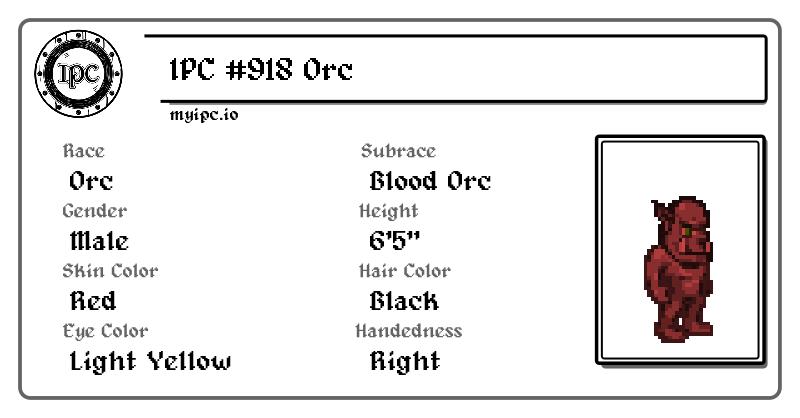 IPC
IPC #918 Orc
myipc.io
Race
Subrace
Orc
Blood Orc
Gender
Height
Male
6'5"
Skin Color
Hair Color
Red
Black
Eye Color
Handedness
Light Yellow
Right